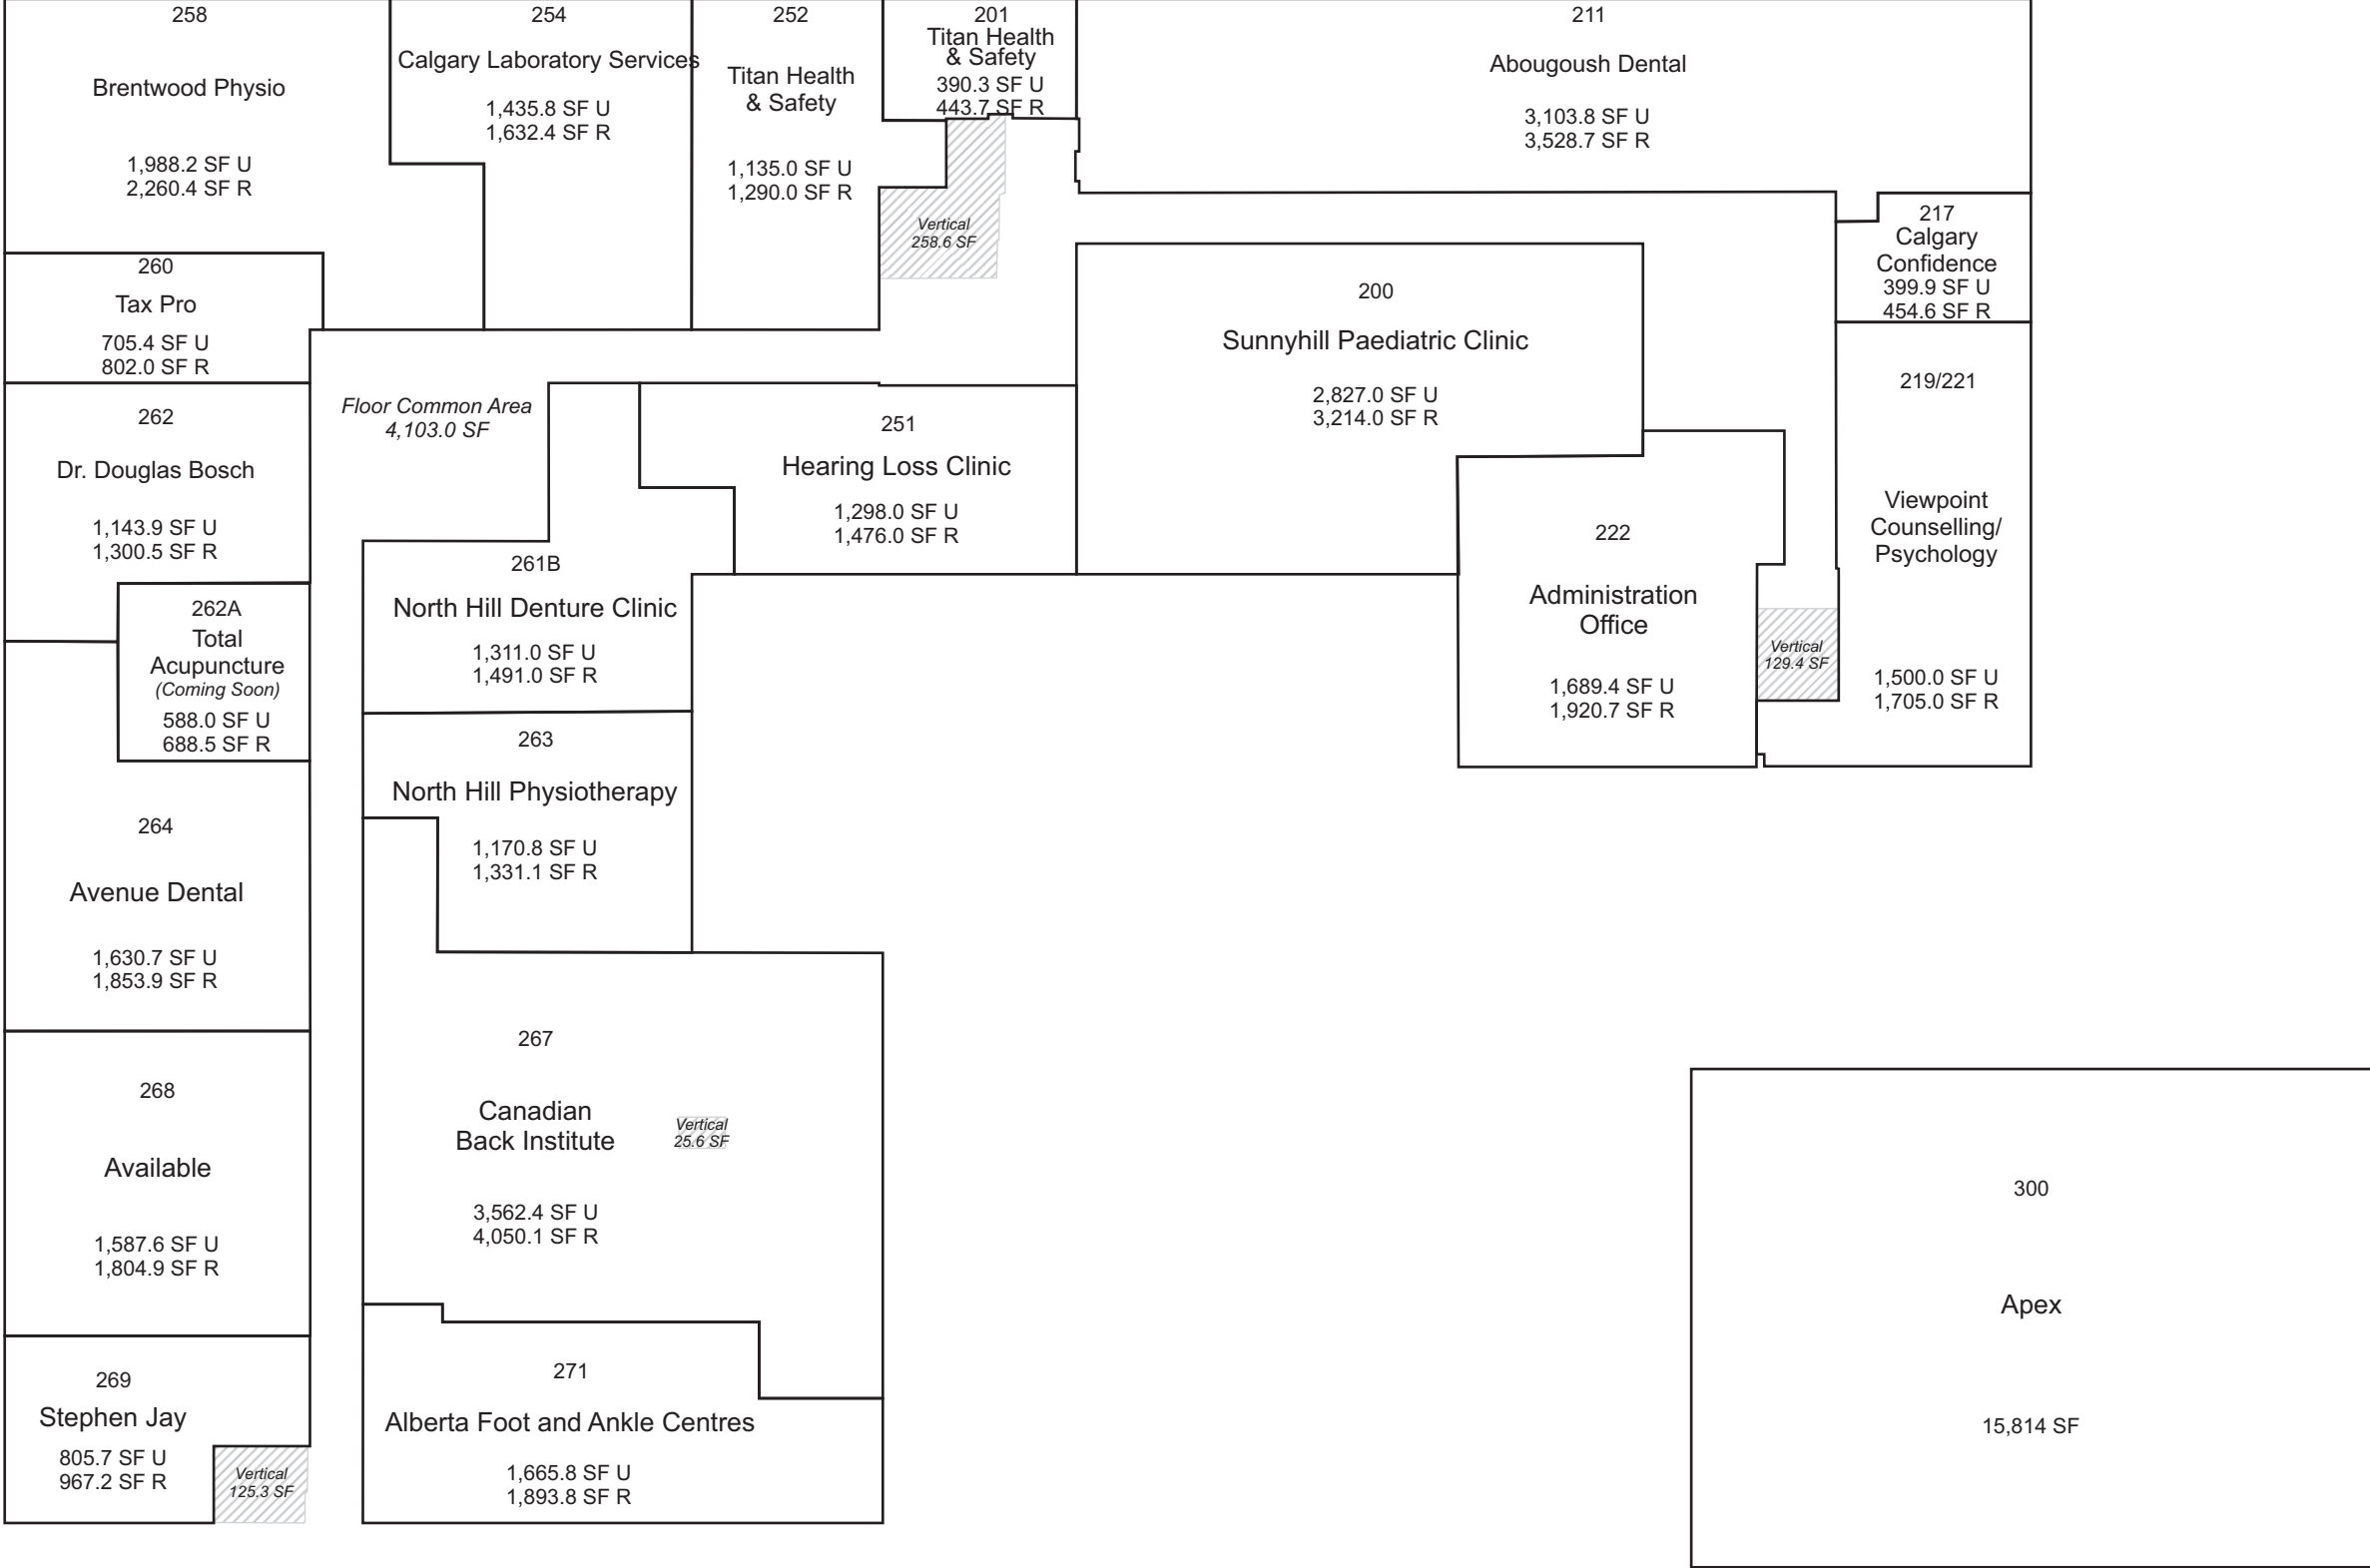 258
Brentwood Physio
1,988.2 SF U
2,260.4 SF R
254
Calgary Laboratory Services
1,435.8 SF U
1,632.4 SF R
252
Titan Health
& Safety
1,135.0 SF U
1,290.0 SF R
201
Titan Health
& Safety
390.3 SF U
443.7 SF R
Vertical
258.6 SF
211
Abougoush Dental
3,103.8 SF U
3,528.7 SF R
217
Calgary
Confidence
399.9 SF U
454.6 SF R
260
Tax Pro
705.4 SF U
802.0 SF R
200
Sunnyhill Paediatric Clinic
2,827.0 SF U
3,214.0 SF R
219/221
Viewpoint
Counselling/
Psychology
1,500.0 SF U
1,705.0 SF R
262
Dr. Douglas Bosch
1,143.9 SF U
1,300.5 SF R
Floor Common Area
4,103.0 SF
251
Hearing Loss Clinic
1,298.0 SF U
1,476.0 SF R
222
Administration
Office
1,689.4 SF U
1,920.7 SF R
Vertical
129.4 SF
262A
Total
Acupuncture
(Coming Soon)
588.0 SF U
688.5 SF R
261B
North Hill Denture Clinic
1,311.0 SF U
1,491.0 SF R
263
North Hill Physiotherapy
1,170.8 SF U
1,331.1 SF R
264
Avenue Dental
1,630.7 SF U
1,853.9 SF R
267
Canadian
Back Institute
3,562.4 SF U
4,050.1 SF R
Vertical
25.6 SF
268
Available
1,587.6 SF U
1,804.9 SF R
300
Apex
15,814 SF
269
Stephen Jay
805.7 SF U
967.2 SF R
Vertical
125.3 SF
271
Alberta Foot and Ankle Centres
1,665.8 SF U
1,893.8 SF R